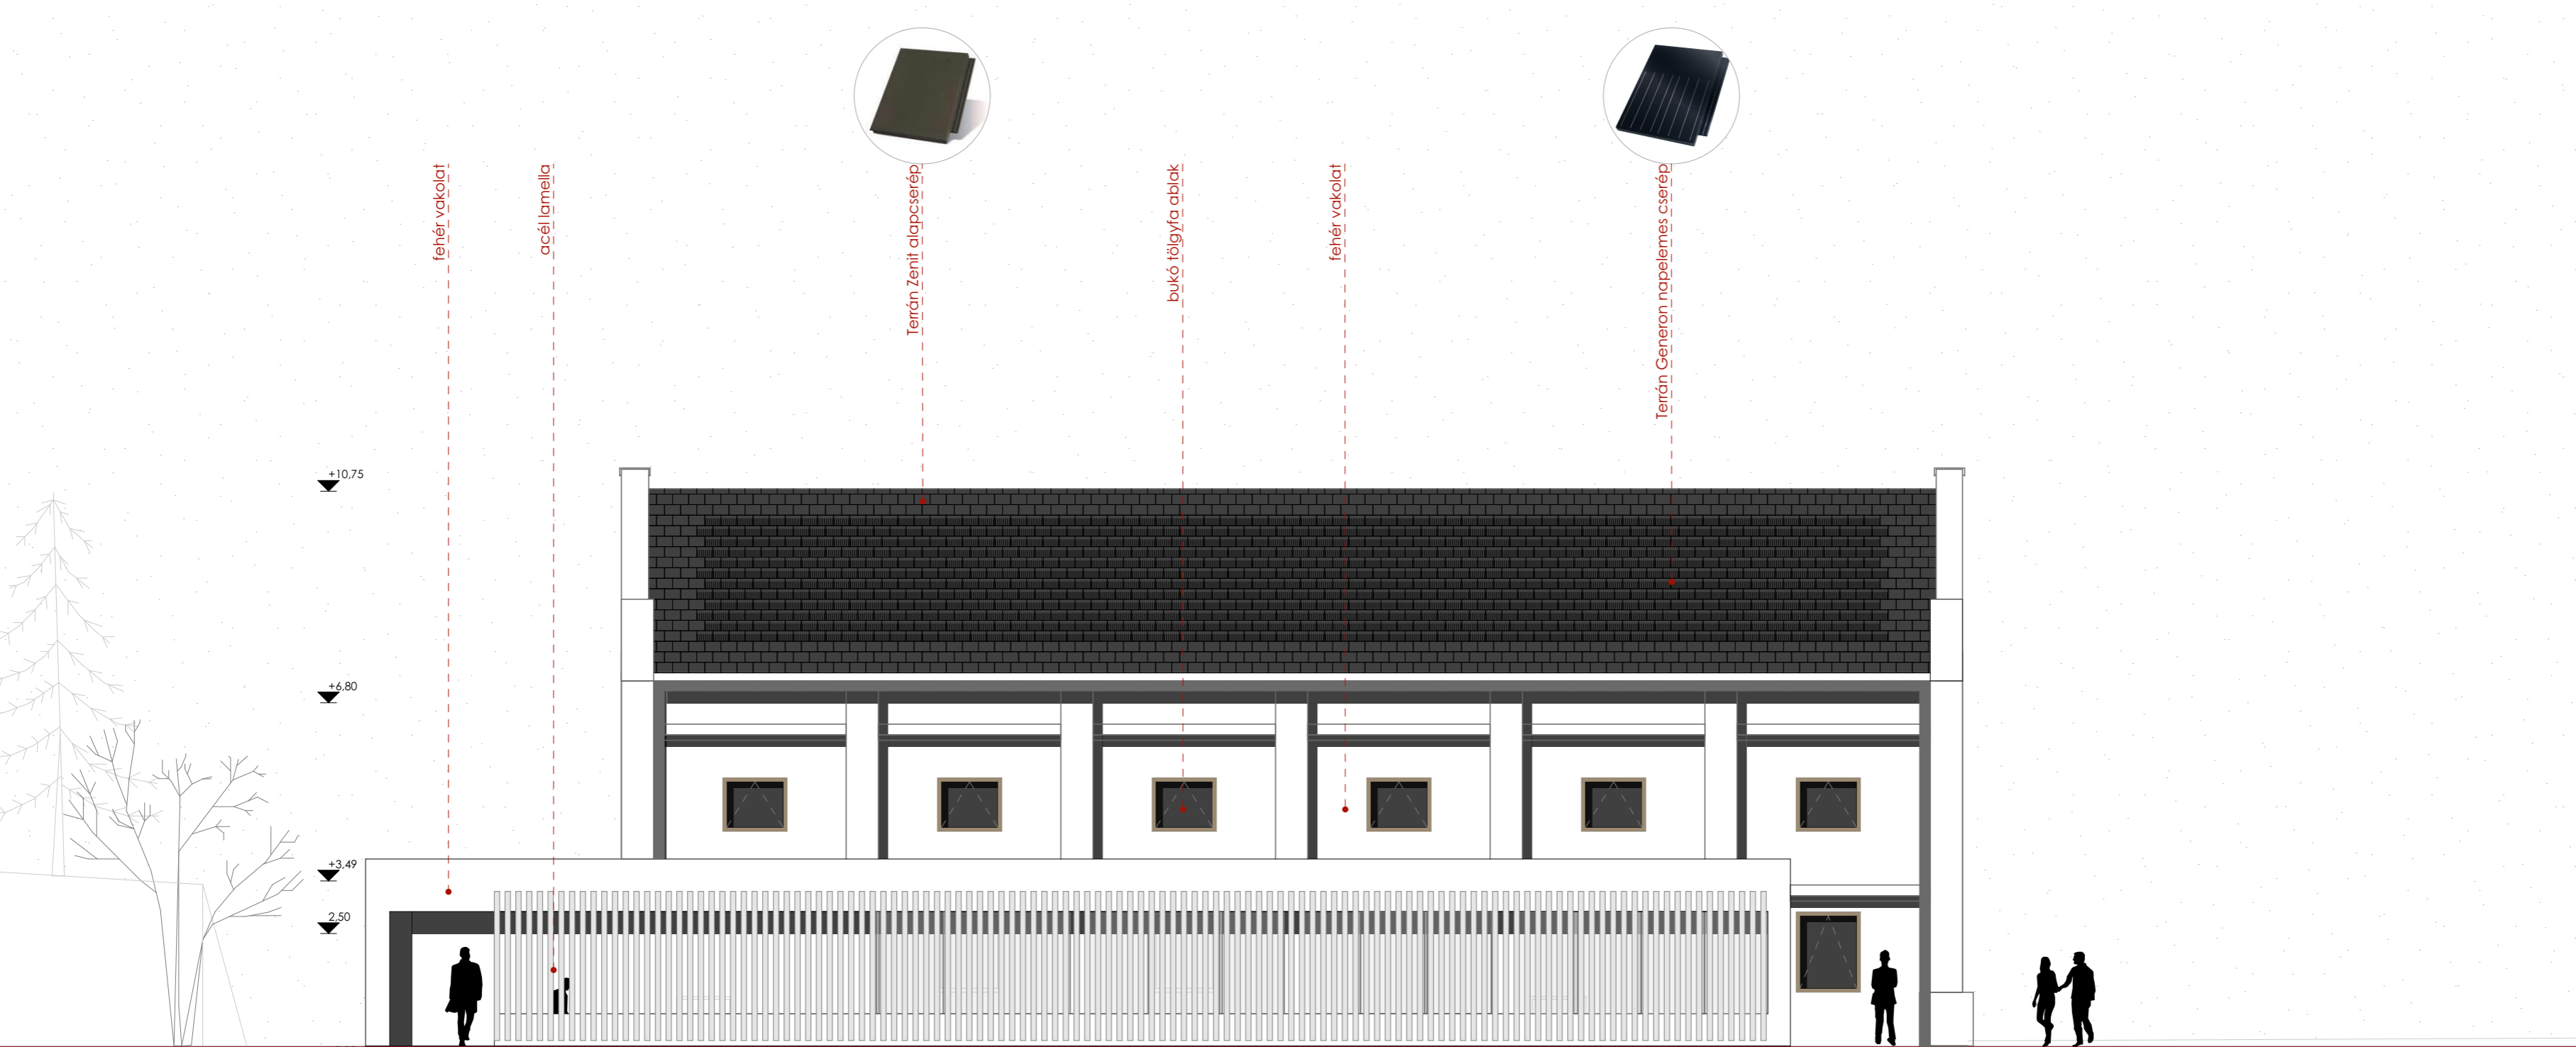 fehér vakolat
acél lamella
Terrán Zenit alapcserép
bukó tölgyfa ablak
fehér vakolat
Terrán Generon napelemes cserép
+10,75
+6,80
+3,49
2,50